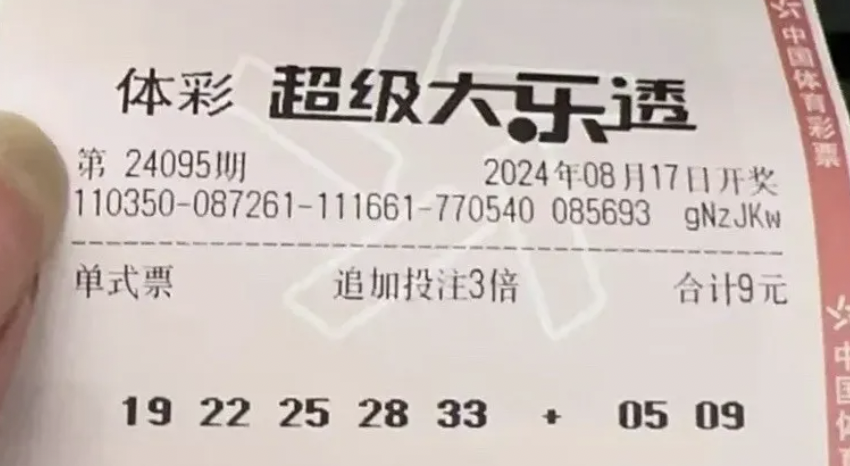 体彩 超级大乐透
第 24095期 2024年08月17日开奖
110350-087261-111661-770540 085693 gNzJKw
单式票 追加投注3倍 合计9元
19 22 25 28 33 + 05 09
中国体育彩票
中国体